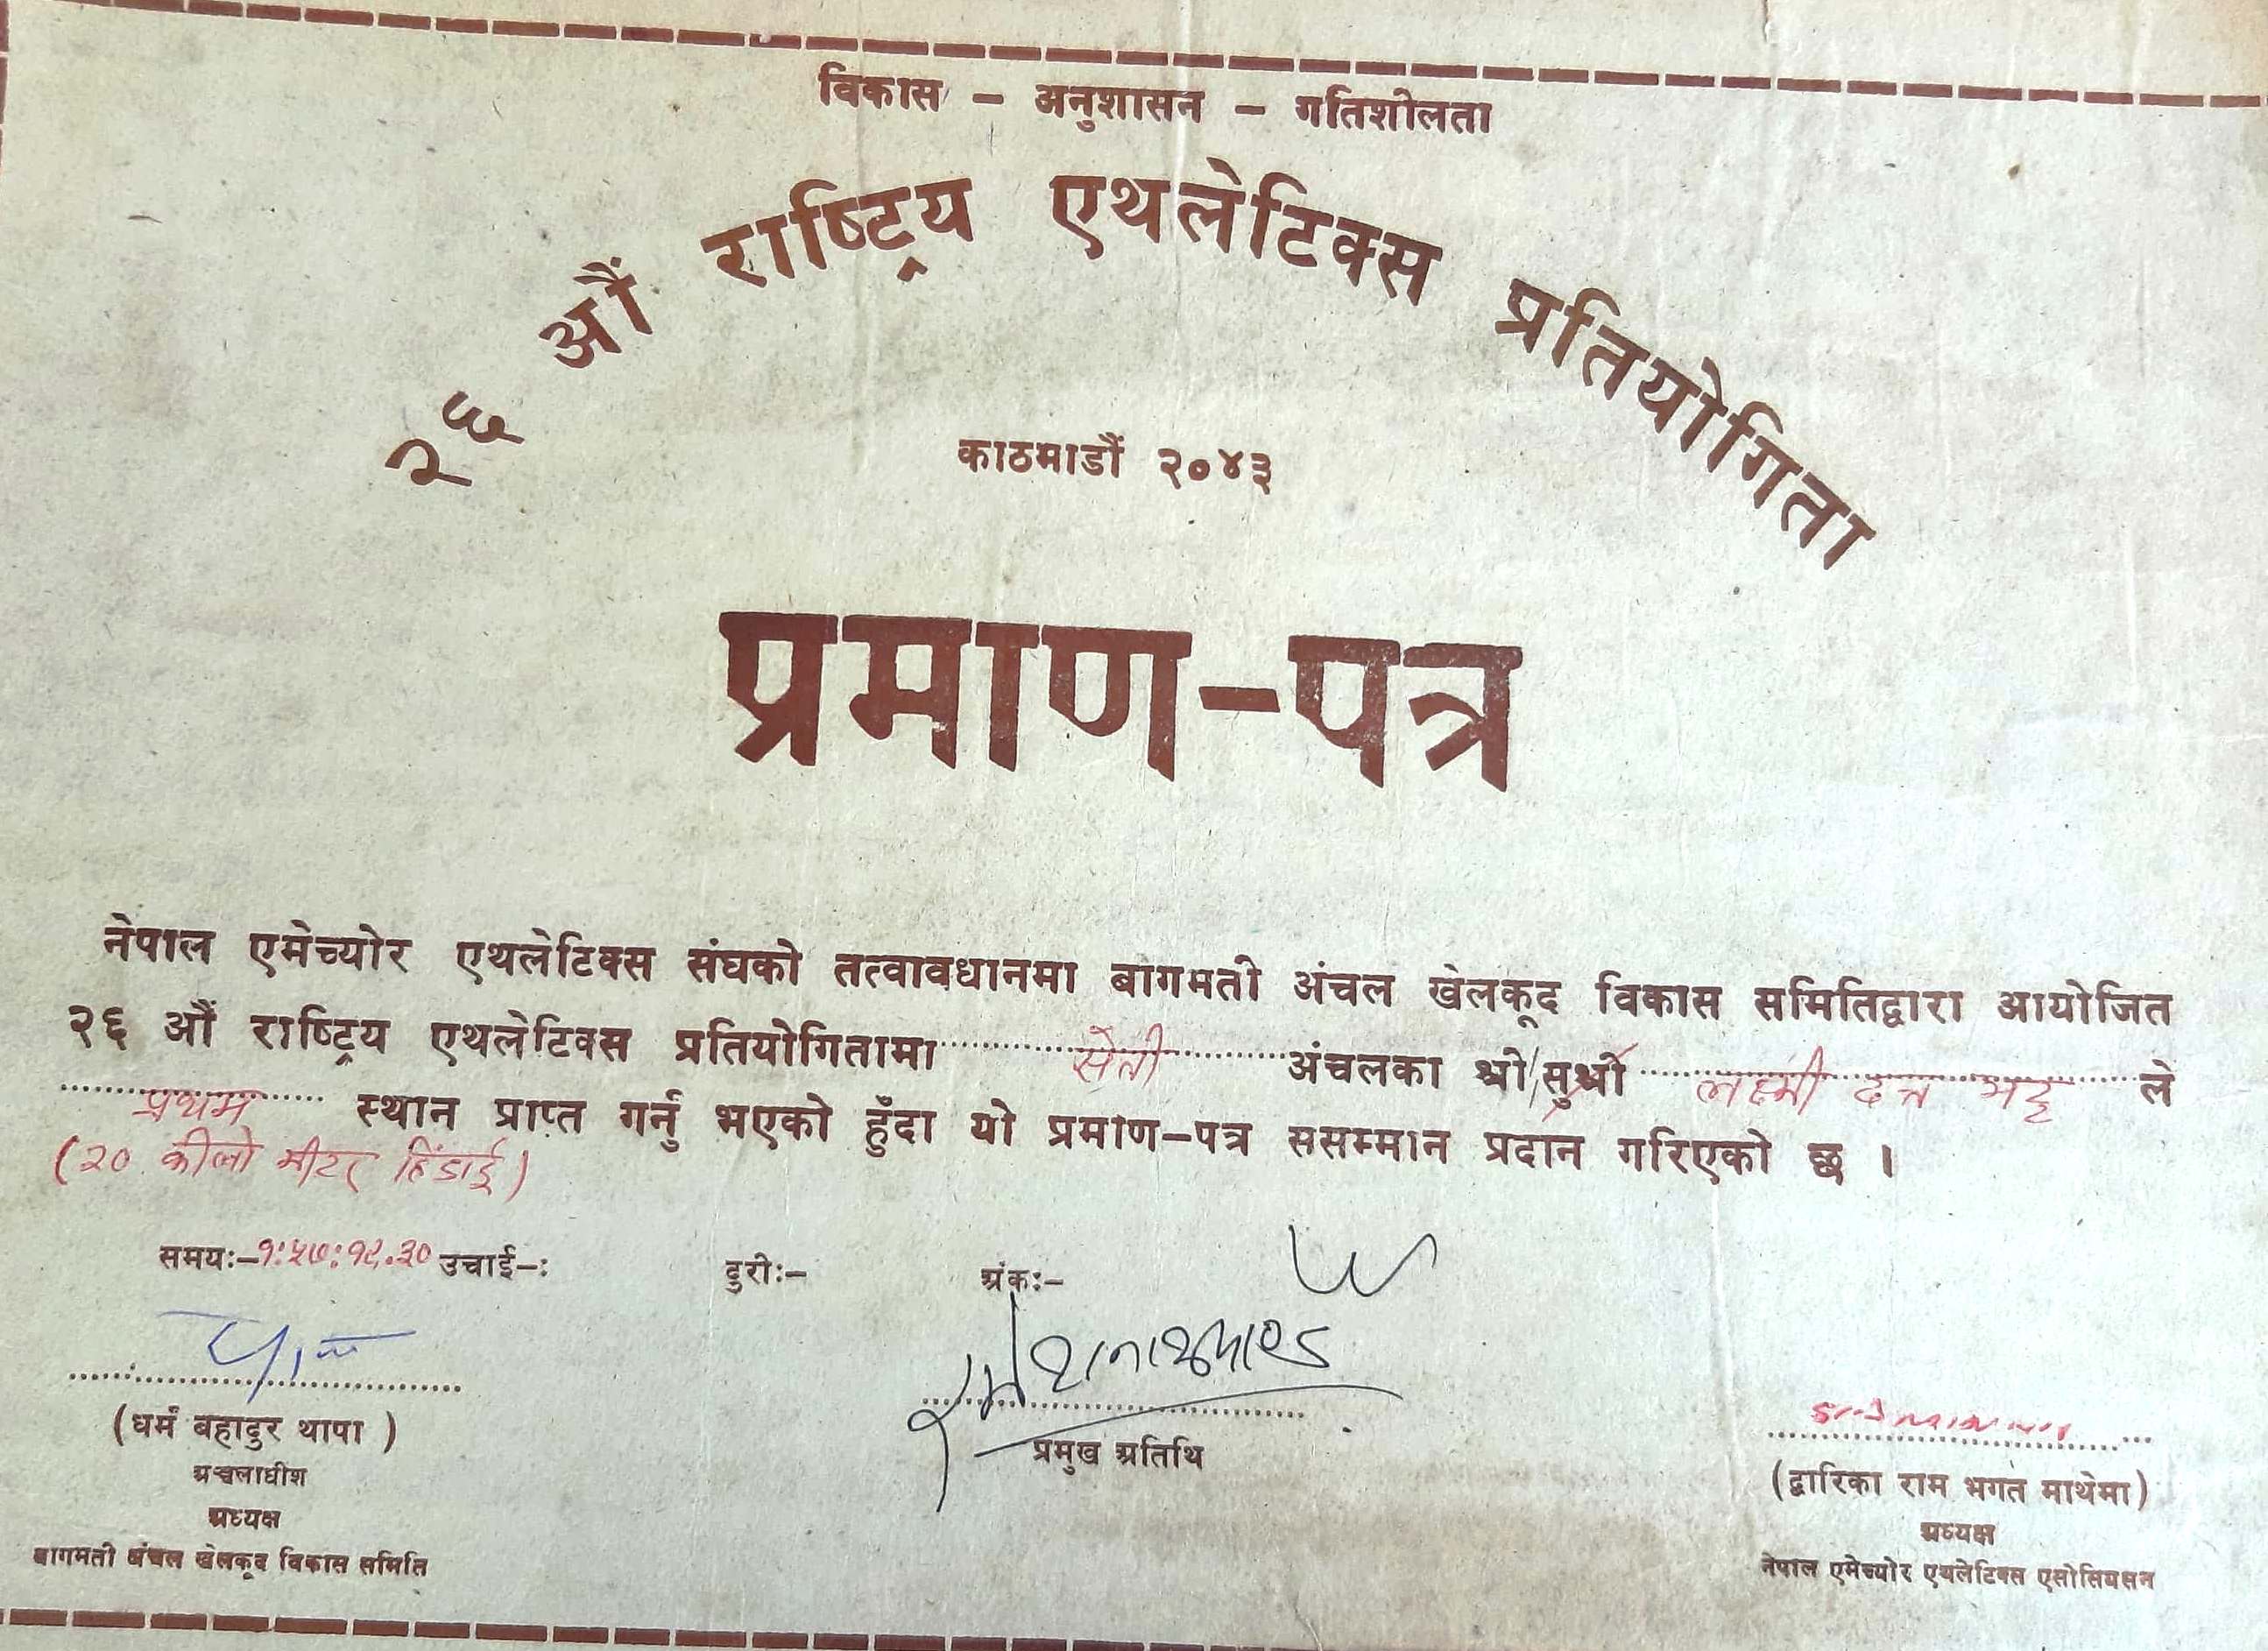 विकास - अनुशासन - गतिशीलता
२६ औं राष्ट्रिय एथलेटिक्स प्रतियोगिता
काठमाडौं २०४३
प्रमाण-पत्र
नेपाल एमेच्योर एथलेटिक्स संघको तत्वावधानमा बागमती अंचल खेलकूद विकास समितिद्वारा आयोजित
२६ औं राष्ट्रिय एथलेटिक्स प्रतियोगितामा सेती अंचलका श्री/सुश्री लक्ष्मी दत्त भट्ट ले
प्रथम स्थान प्राप्त गर्नु भएको हुँदा यो प्रमाण-पत्र ससम्मान प्रदान गरिएको छ ।
(२० कीलो मीटर हिंडाई)
समय:- उचाई-: दुरी:- अंक:-
(धर्म बहादुर थापा )
अञ्चलाधीश
अध्यक्ष
बागमती अंचल खेलकूद विकास समिति
प्रमुख अतिथि
(द्वारिका राम भगत माथेमा)
अध्यक्ष
नेपाल एमेच्योर एथलेटिक्स एसोसियसन